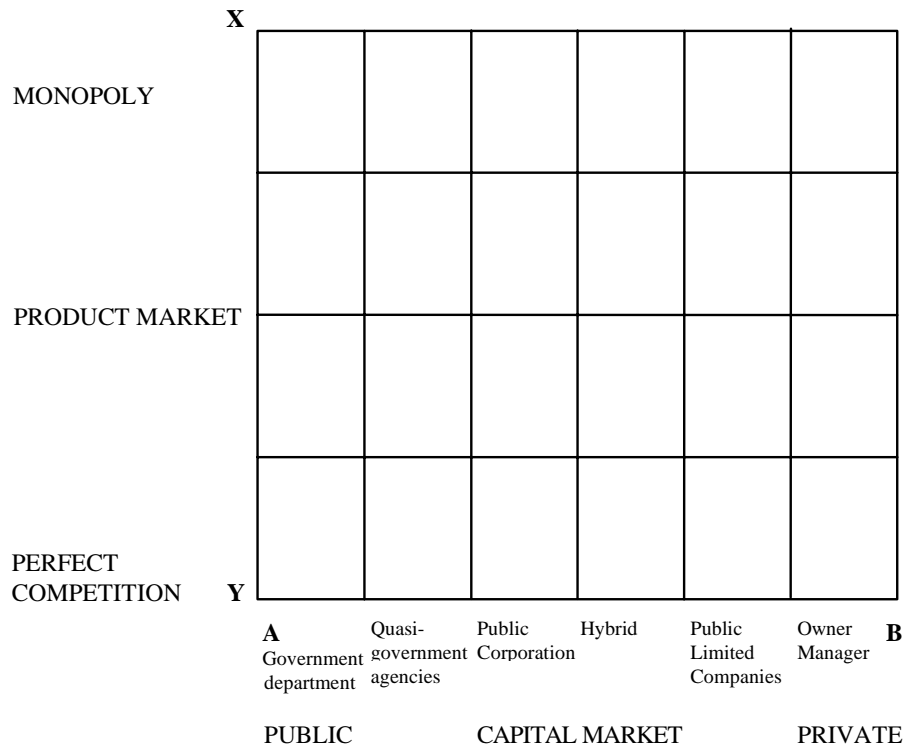 X
MONOPOLY
PRODUCT MARKET
PERFECT
COMPETITION
Y
A
Government
department
Quasi-
government
agencies
Public
Corporation
Hybrid
Public
Limited
Companies
Owner
Manager
B
PUBLIC
CAPITAL MARKET
PRIVATE